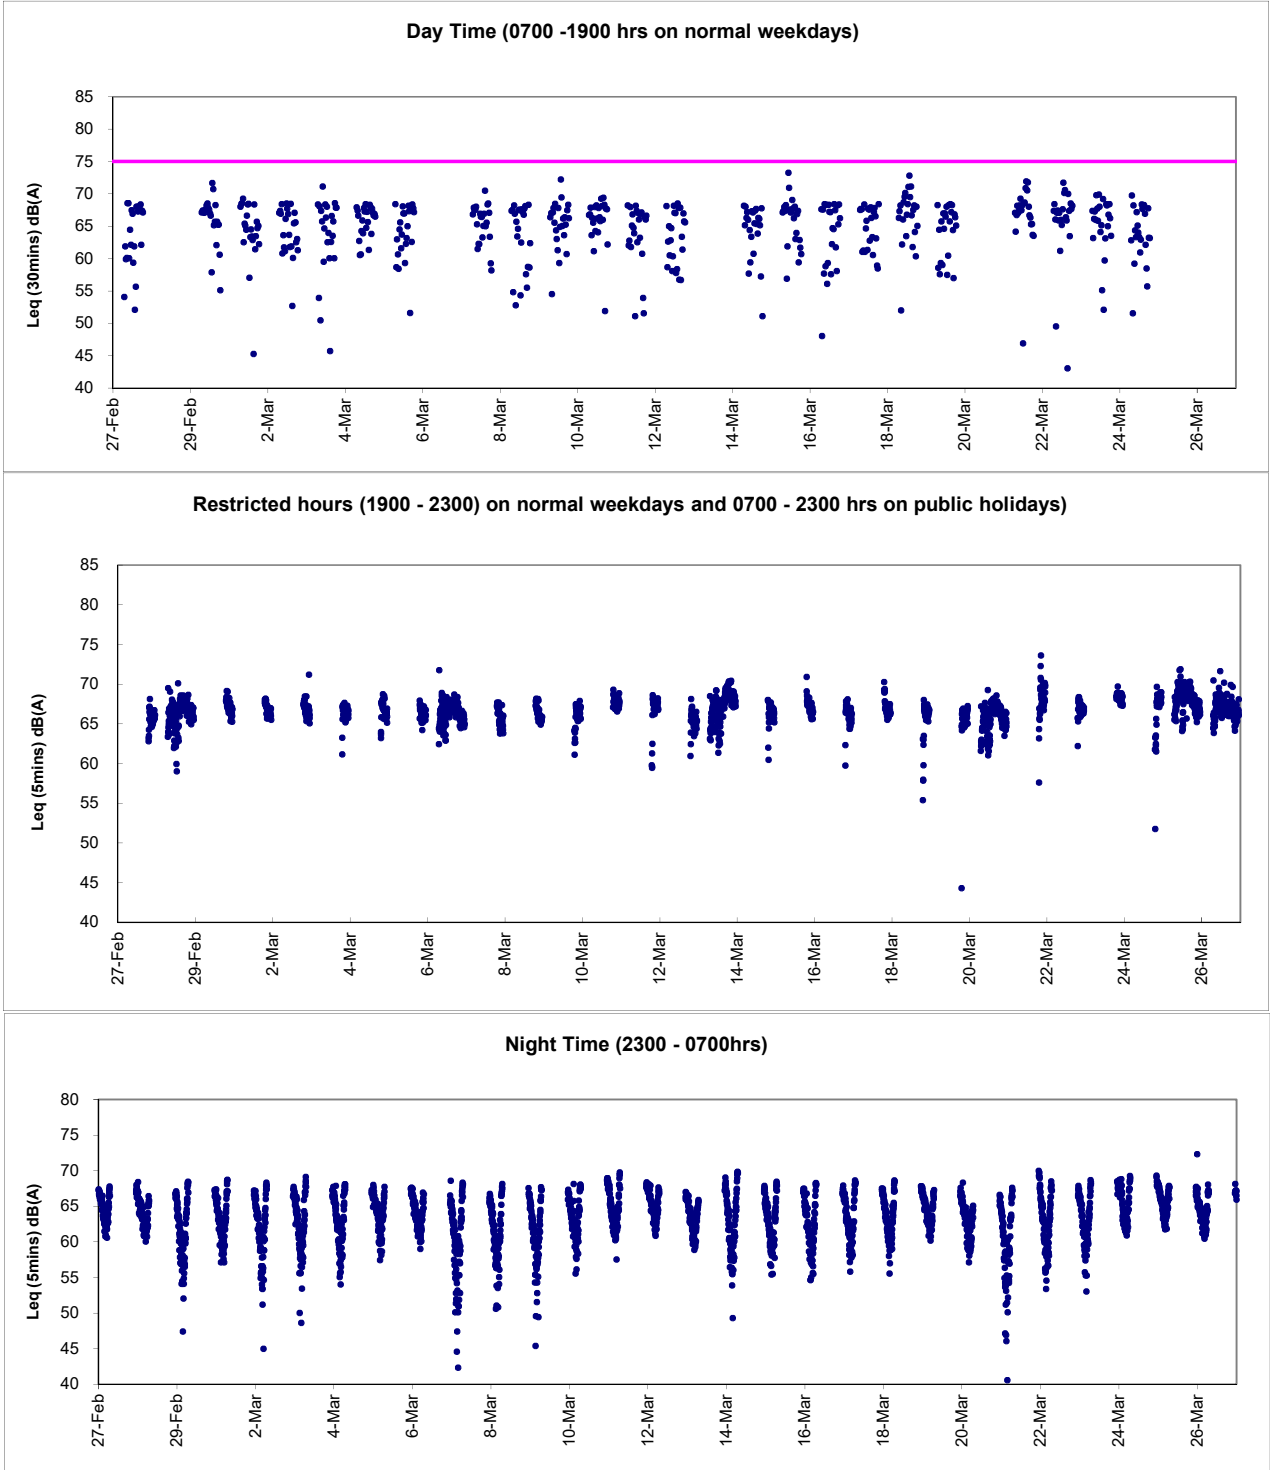 Day Time (0700 -1900 hrs on normal weekdays)
Leq (30mins) dB(A)
85
80
75
70
65
60
55
50
45
40
27-Feb
29-Feb
2-Mar
4-Mar
6-Mar
8-Mar
10-Mar
12-Mar
14-Mar
16-Mar
18-Mar
20-Mar
22-Mar
24-Mar
26-Mar
Restricted hours (1900 - 2300) on normal weekdays and 0700 - 2300 hrs on public holidays)
Leq (5mins) dB(A)
85
80
75
70
65
60
55
50
45
40
27-Feb
29-Feb
2-Mar
4-Mar
6-Mar
8-Mar
10-Mar
12-Mar
14-Mar
16-Mar
18-Mar
20-Mar
22-Mar
24-Mar
26-Mar
Night Time (2300 - 0700hrs)
Leq (5mins) dB(A)
80
75
70
65
60
55
50
45
40
27-Feb
29-Feb
2-Mar
4-Mar
6-Mar
8-Mar
10-Mar
12-Mar
14-Mar
16-Mar
18-Mar
20-Mar
22-Mar
24-Mar
26-Mar